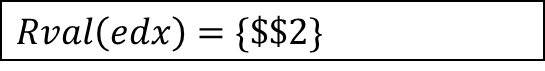 Rval(edx) = {$$2}